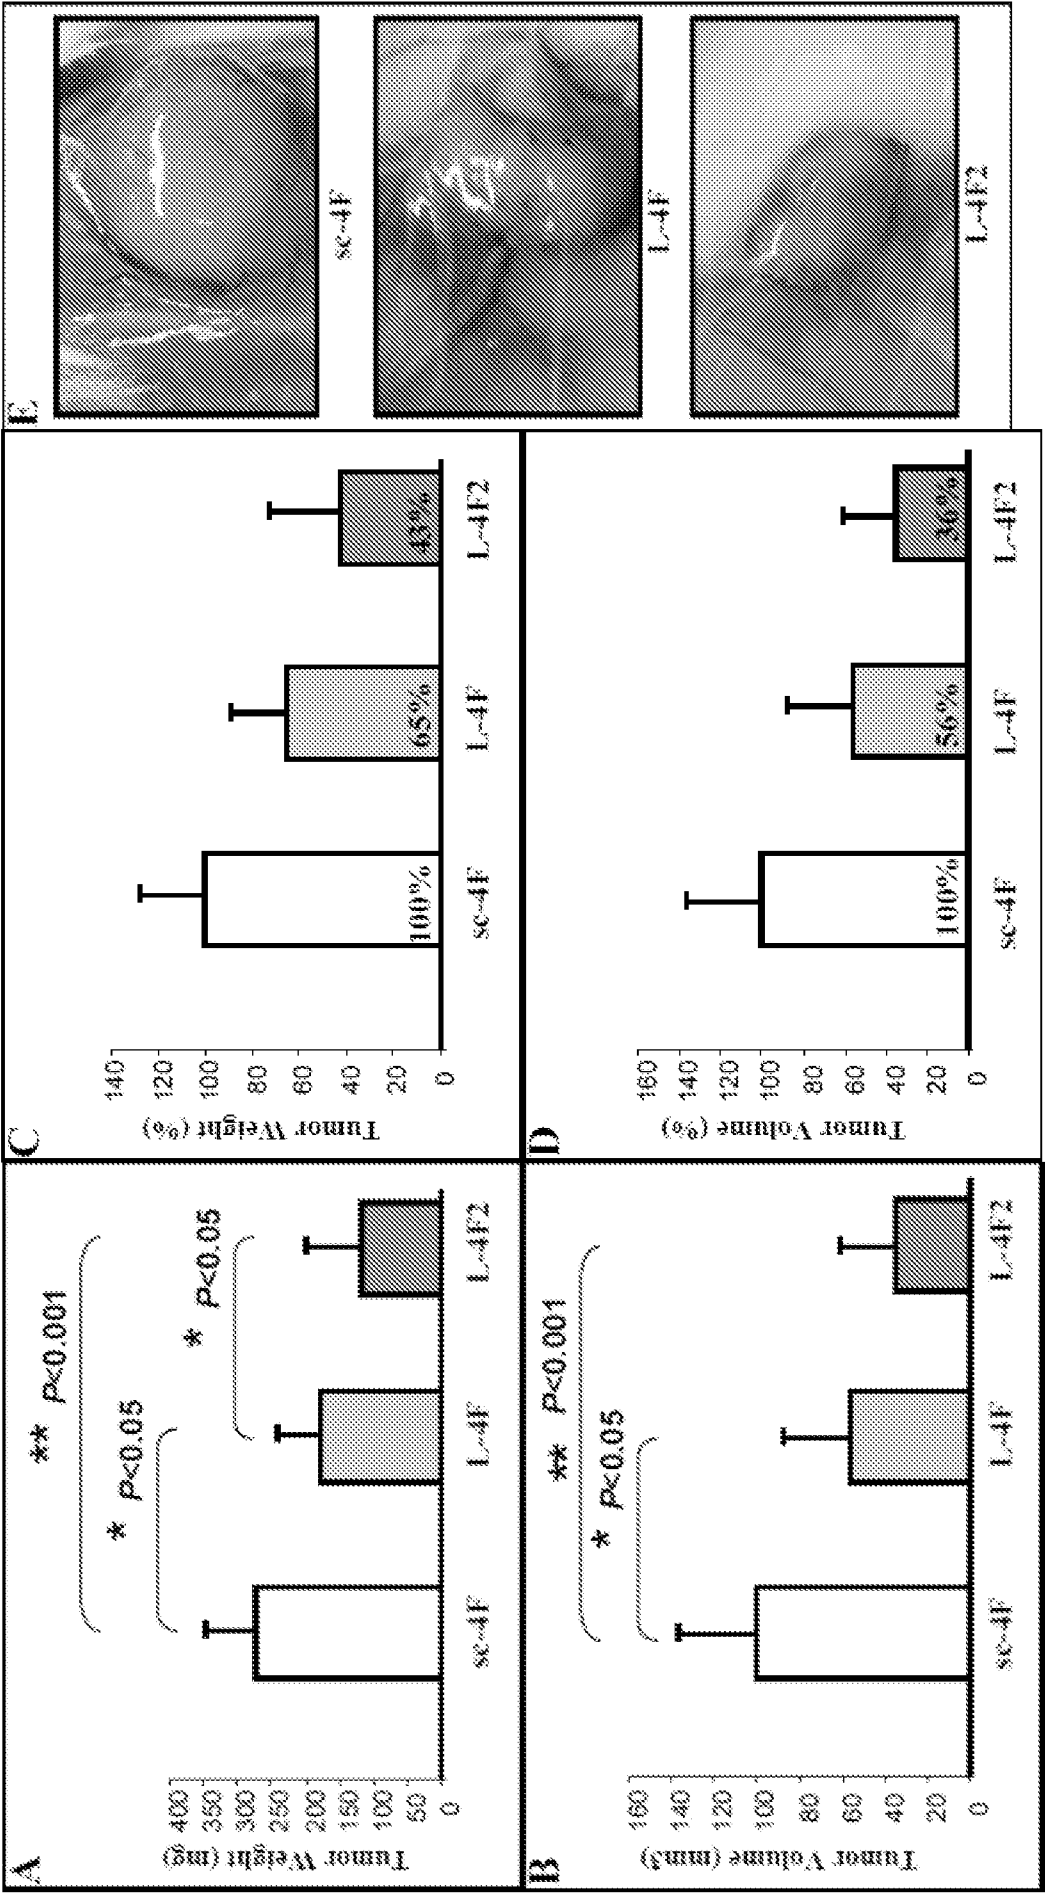 A
Tumor Weight (mg)
400
350
300
250
200
150
100
50
0
** P<0.001
* P<0.05
* P<0.05
sc-4F L-4F L-4F2
B
Tumor Volume (mm3)
160
140
120
100
80
60
40
20
0
** P<0.001
* P<0.05
sc-4F L-4F L-4F2
C
Tumor Weight (%)
140
120
100
80
60
40
20
0
100% 65% 43%
sc-4F L-4F L-4F2
D
Tumor Volume (%)
160
140
120
100
80
60
40
20
0
100% 56% 36%
sc-4F L-4F L-4F2
E
sc-4F
L-4F
L-4F2